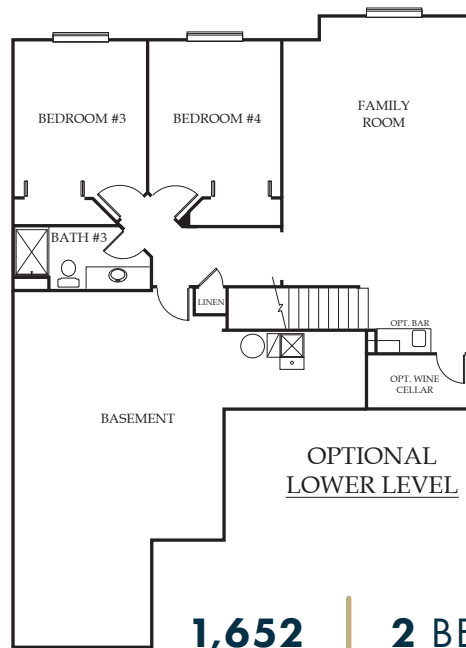 BEDROOM #3
BEDROOM #4
FAMILY
ROOM
BATH #3
LINEN
OPT. BAR
OPT. WINE
CELLAR
BASEMENT
OPTIONAL
LOWER LEVEL
1,652
2 BE